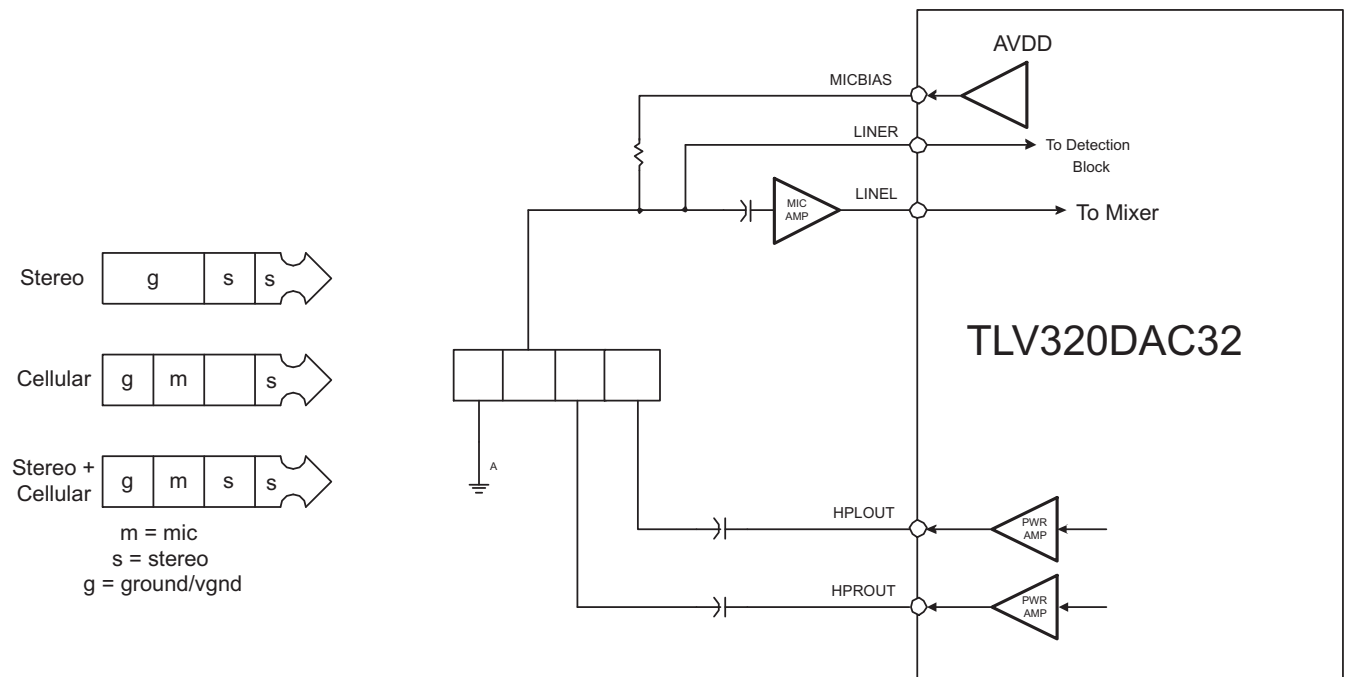 AVDD
MICBIAS
LINER
To Detection
Block
MIC
AMP
LINEL
To Mixer
Stereo
g
s
s
TLV320DAC32
Cellular
g
m
s
Stereo +
Cellular
g
m
s
s
A
m = mic
s = stereo
g = ground/vgnd
HPLOUT
PWR
AMP
HPROUT
PWR
AMP